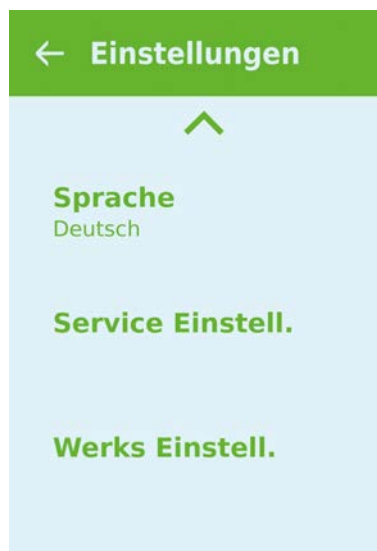 Einstellungen
Sprache
Deutsch
Service Einstell.
Werks Einstell.